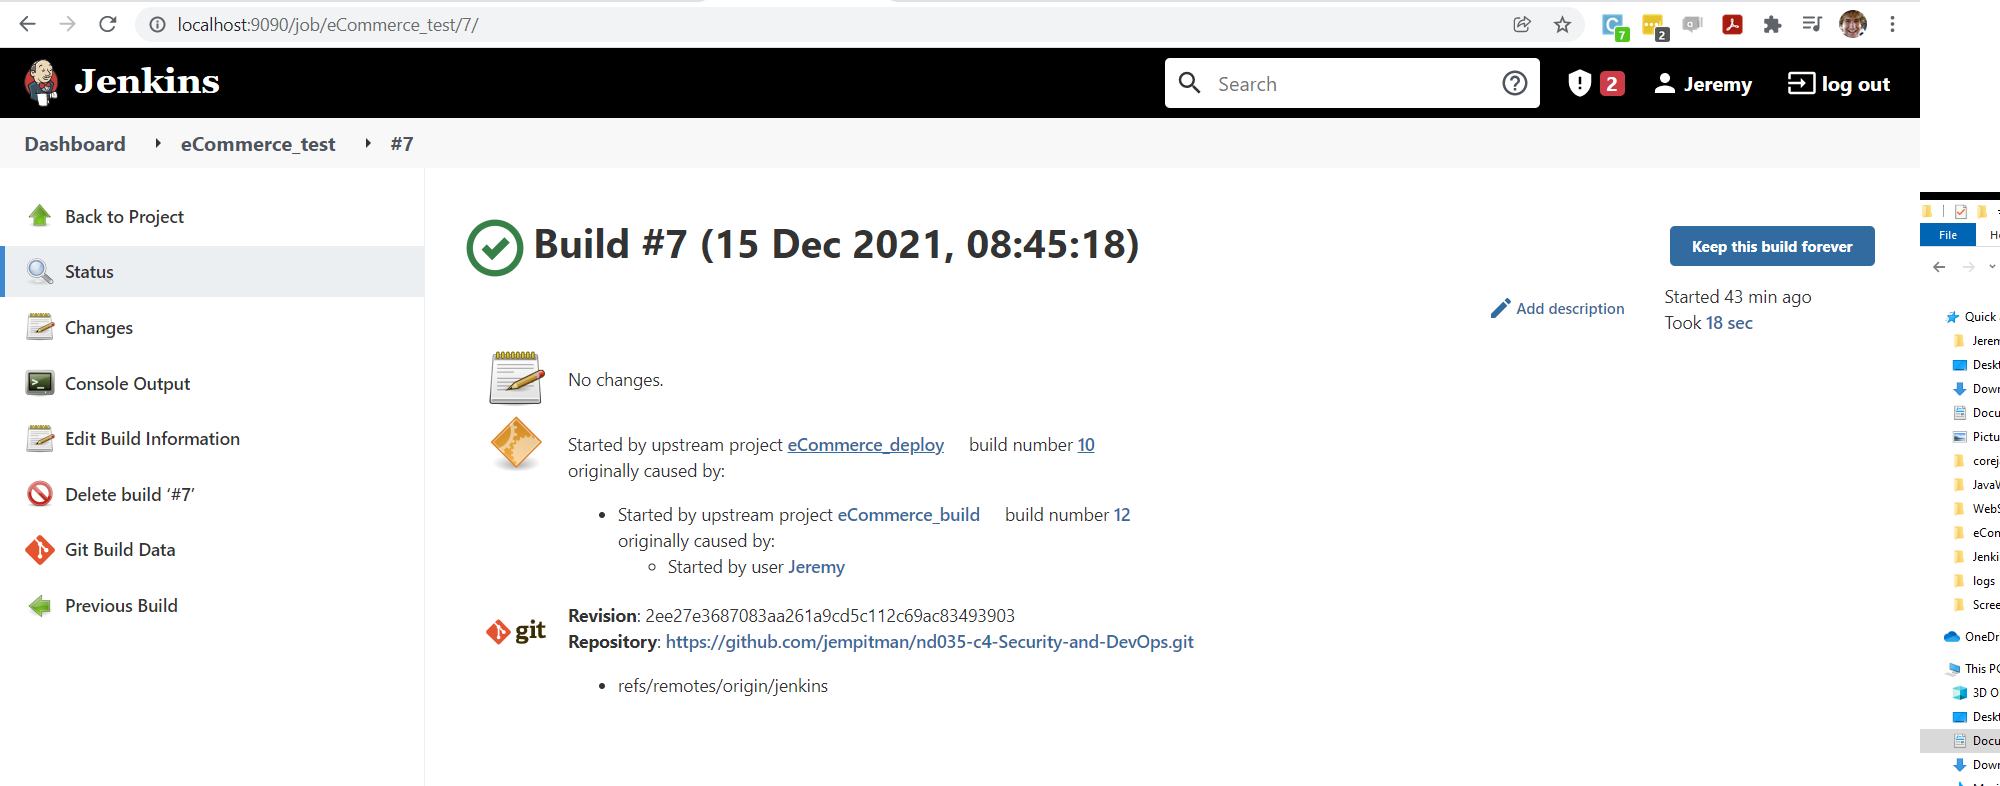 localhost:9090/job/eCommerce_test/7/
7
2
Jenkins
Search
2
Jeremy
log out
Dashboard
eCommerce_test
#7
Back to Project
Status
Changes
Console Output
Edit Build Information
Delete build ‘#7’
Git Build Data
Previous Build
Build #7 (15 Dec 2021, 08:45:18)
Keep this build forever
Add description
Started 43 min ago
Took 18 sec
No changes.
Started by upstream project eCommerce_deploy build number 10
originally caused by:
Started by upstream project eCommerce_build build number 12
originally caused by:
Started by user Jeremy
git
Revision: 2ee27e3687083aa261a9cd5c112c69ac83493903
Repository: https://github.com/jempitman/nd035-c4-Security-and-DevOps.git
refs/remotes/origin/jenkins
File
H
Quick
Jerem
Deskt
Down
Docu
Pictu
corej
JavaW
WebS
eCom
Jenki
logs
Scree
OneDr
This PC
3D O
Deskt
Docu
Down